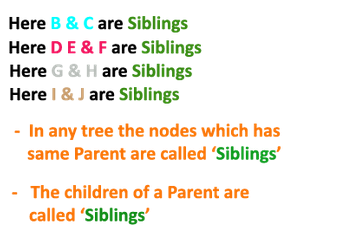 Here B & C are Siblings
Here D E & F are Siblings
Here G & H are Siblings
Here I & J are Siblings
- In any tree the nodes which has
same Parent are called ‘Siblings’
- The children of a Parent are
called ‘Siblings’